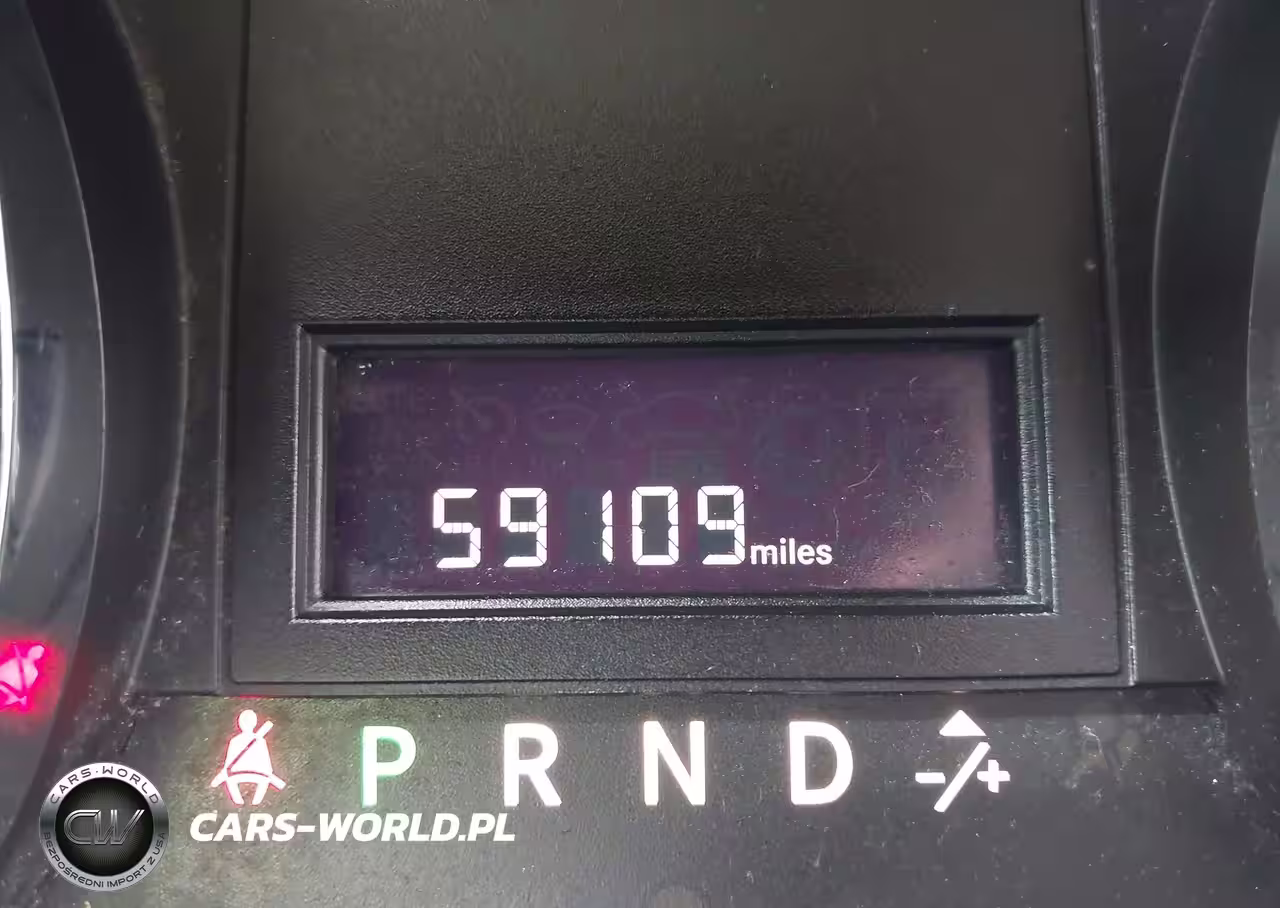 59109 miles
P R N D -/+
CARS-WORLD
CW
BEZPOŚREDNI IMPORT Z USA
CARS-WORLD.PL